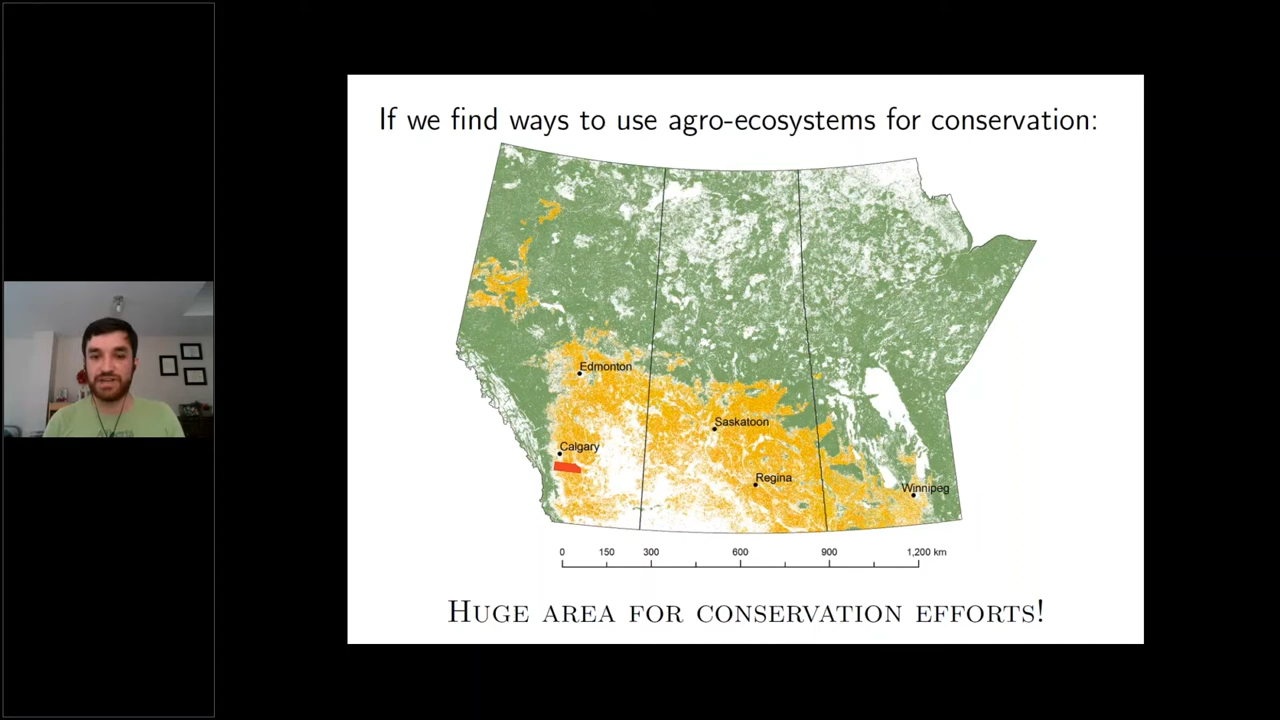 If we find ways to use agro-ecosystems for conservation:
Edmonton
Saskatoon
Calgary
Regina
Winnipeg
0 150 300 600 900 1,200 km
HUGE AREA FOR CONSERVATION EFFORTS!